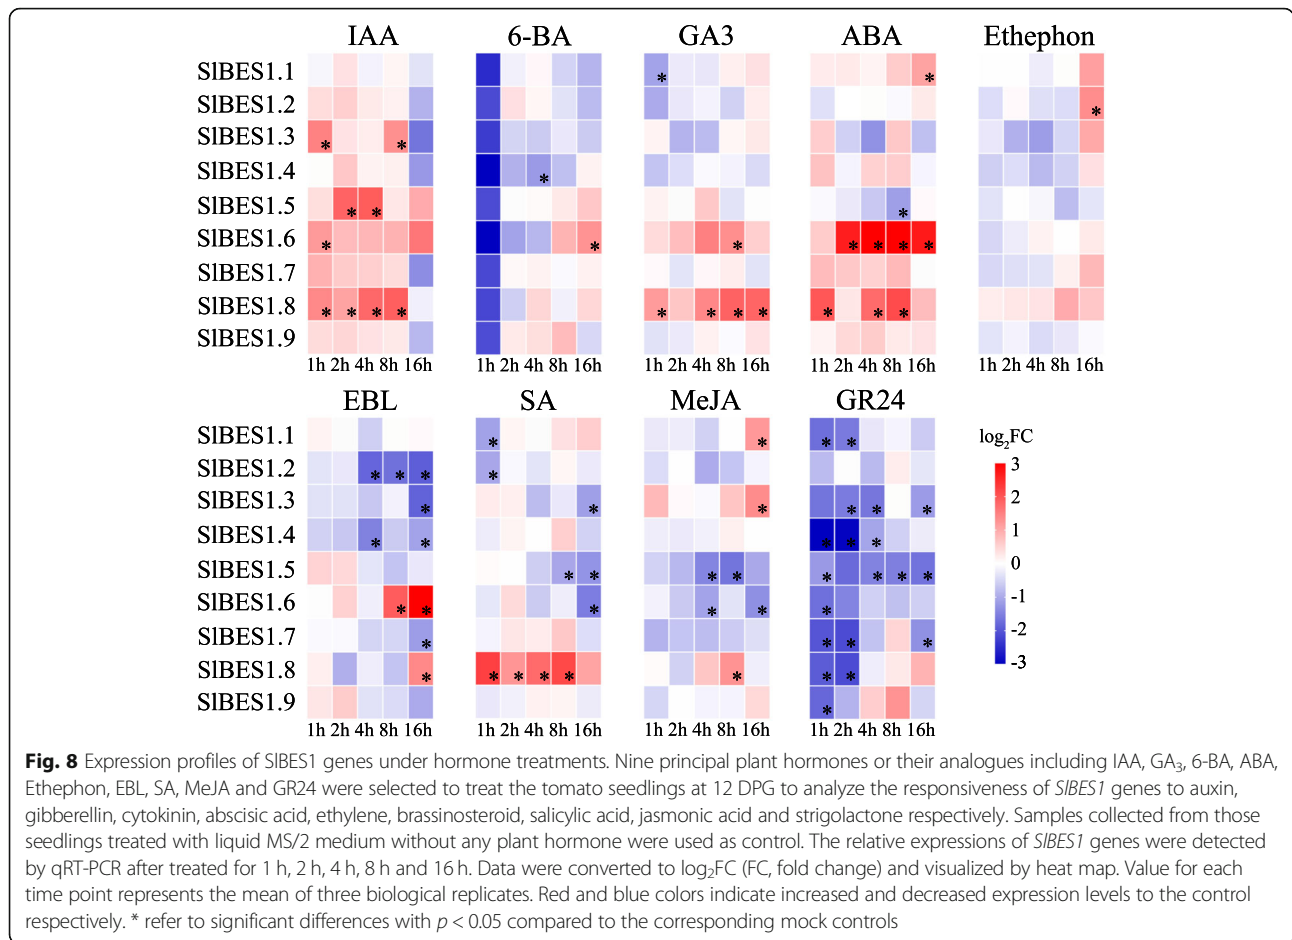 IAA 6-BA GA3 ABA Ethephon
SlBES1.1
SlBES1.2
SlBES1.3
SlBES1.4
SlBES1.5
SlBES1.6
SlBES1.7
SlBES1.8
SlBES1.9
1h 2h 4h 8h 16h 1h 2h 4h 8h 16h 1h 2h 4h 8h 16h 1h 2h 4h 8h 16h 1h 2h 4h 8h 16h
EBL SA MeJA GR24
SlBES1.1
SlBES1.2
SlBES1.3
SlBES1.4
SlBES1.5
SlBES1.6
SlBES1.7
SlBES1.8
SlBES1.9
1h 2h 4h 8h 16h 1h 2h 4h 8h 16h 1h 2h 4h 8h 16h 1h 2h 4h 8h 16h
log₂FC
3
2
1
0
-1
-2
-3
Fig. 8 Expression profiles of SlBES1 genes under hormone treatments. Nine principal plant hormones or their analogues including IAA, GA₃, 6-BA, ABA,
Ethephon, EBL, SA, MeJA and GR24 were selected to treat the tomato seedlings at 12 DPG to analyze the responsiveness of SlBES1 genes to auxin,
gibberellin, cytokinin, abscisic acid, ethylene, brassinosteroid, salicylic acid, jasmonic acid and strigolactone respectively. Samples collected from those
seedlings treated with liquid MS/2 medium without any plant hormone were used as control. The relative expressions of SlBES1 genes were detected
by qRT-PCR after treated for 1 h, 2 h, 4 h, 8 h and 16 h. Data were converted to log₂FC (FC, fold change) and visualized by heat map. Value for each
time point represents the mean of three biological replicates. Red and blue colors indicate increased and decreased expression levels to the control
respectively. * refer to significant differences with p < 0.05 compared to the corresponding mock controls